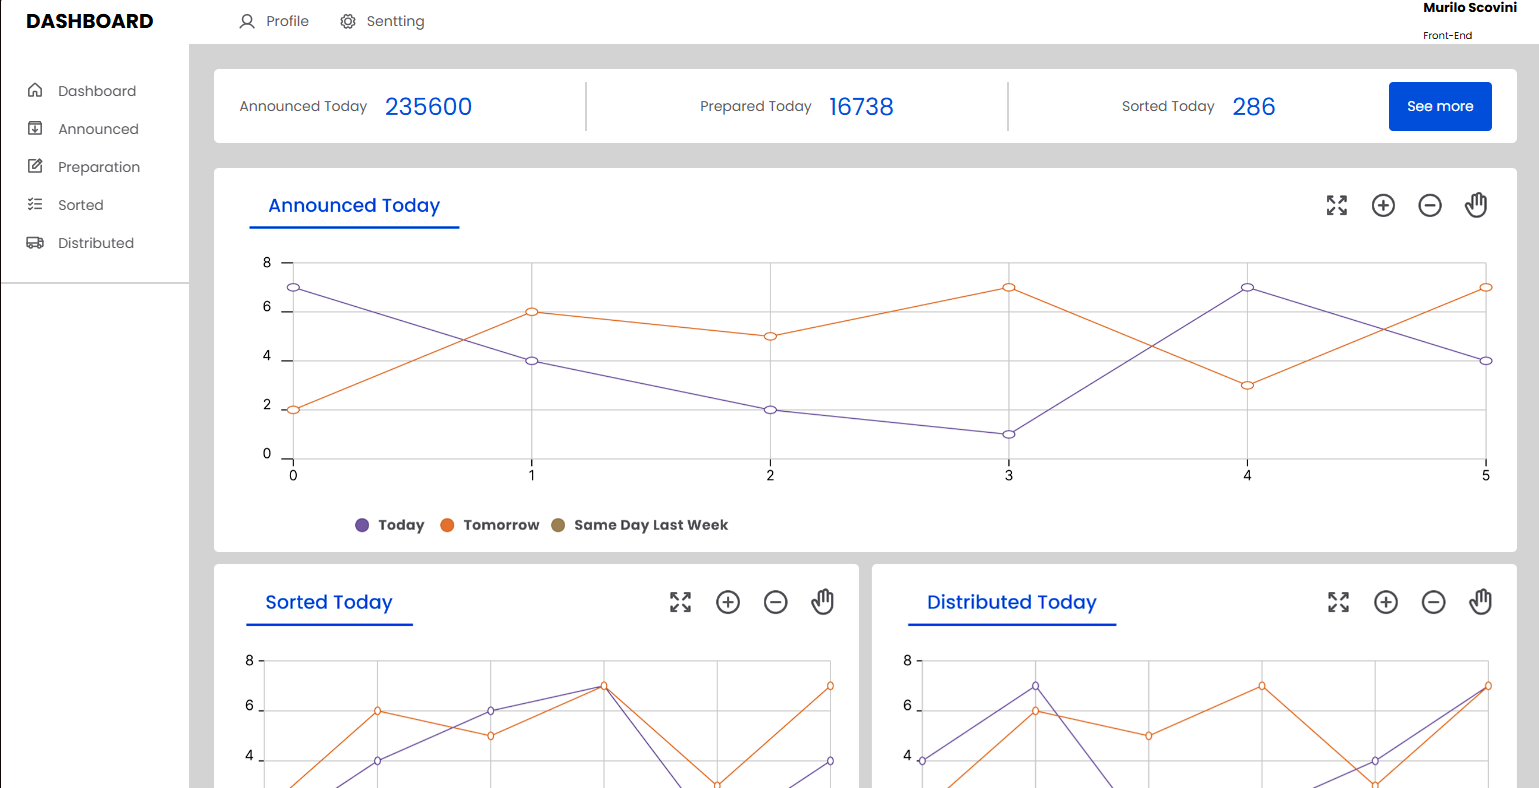 DASHBOARD
Profile
Sentting
Murilo Scovini
Front-End
Dashboard
Announced
Preparation
Sorted
Distributed
Announced Today 235600
Prepared Today 16738
Sorted Today 286
See more
Announced Today
8
6
4
2
0
0 1 2 3 4 5
Today Tomorrow Same Day Last Week
Sorted Today
8
6
4
Distributed Today
8
6
4